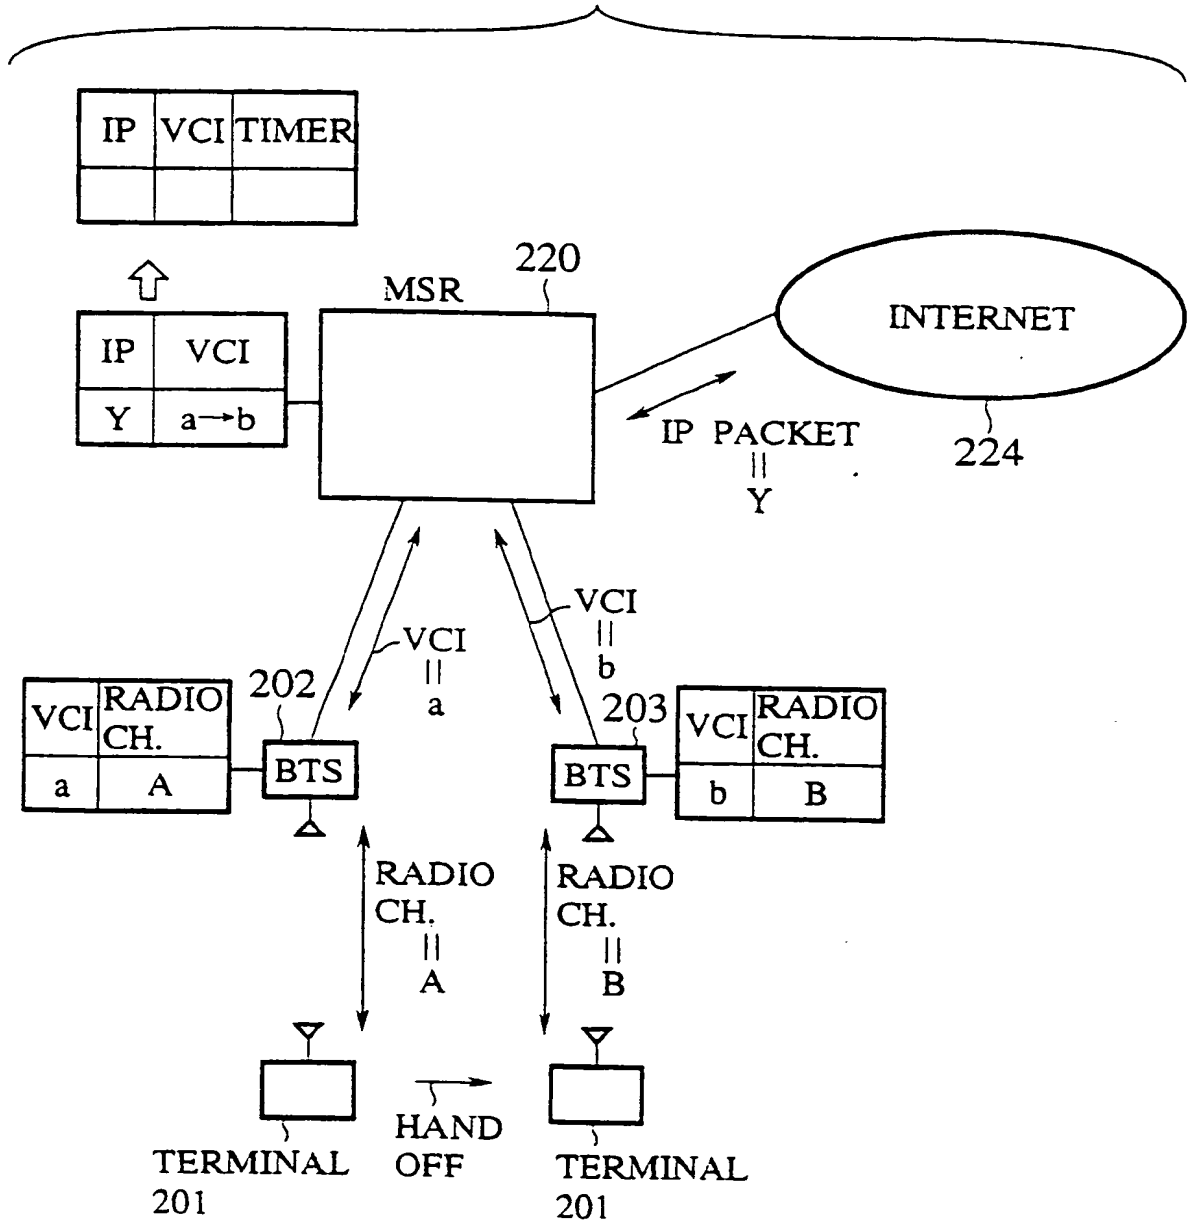 IP VCI TIMER
220
MSR
INTERNET
IP VCI
Y a→b
IP PACKET
=
Y
224
VCI
=
b
VCI
=
a
202
203
VCI RADIO CH.
a A
BTS
BTS
VCI RADIO CH.
b B
RADIO
CH.
=
A
RADIO
CH.
=
B
HAND
OFF
TERMINAL
201
TERMINAL
201